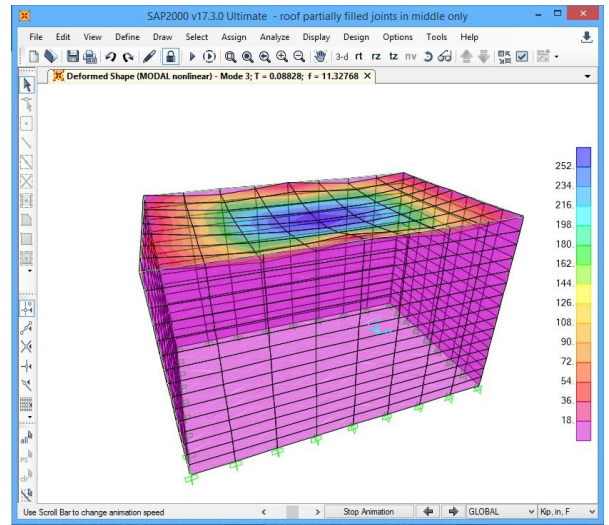 SAP2000 v17.3.0 Ultimate - roof partially filled joints in middle only
File Edit View Define Draw Select Assign Analyze Display Design Options Tools Help
3-d rt rz tz nv
Deformed Shape (MODAL nonlinear) - Mode 3; T = 0.08828; f = 11.32768 X
252.
234.
216.
198.
180.
162.
144.
126.
108.
90.
72.
54.
36.
18.
all
ps
clr
Use Scroll Bar to change animation speed
Stop Animation
GLOBAL
Kip, in, F